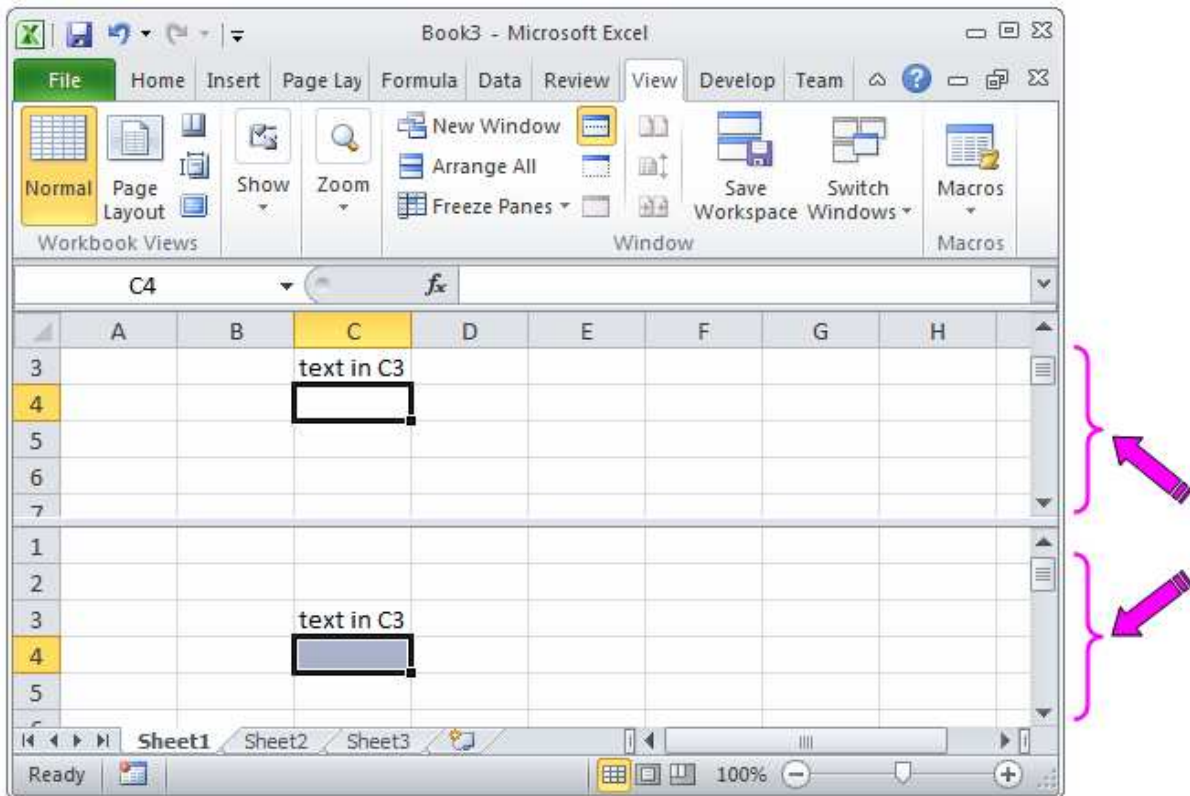 Book3 - Microsoft Excel
File Home Insert Page Lay Formula Data Review View Develop Team
Normal Page Layout Show Zoom New Window Arrange All Freeze Panes Save Workspace Switch Windows Macros
Workbook Views Window Macros
C4 fx
A B C D E F G H
3 text in C3
4
5
6
7
1
2
3 text in C3
4
5
Sheet1 Sheet2 Sheet3
Ready 100%